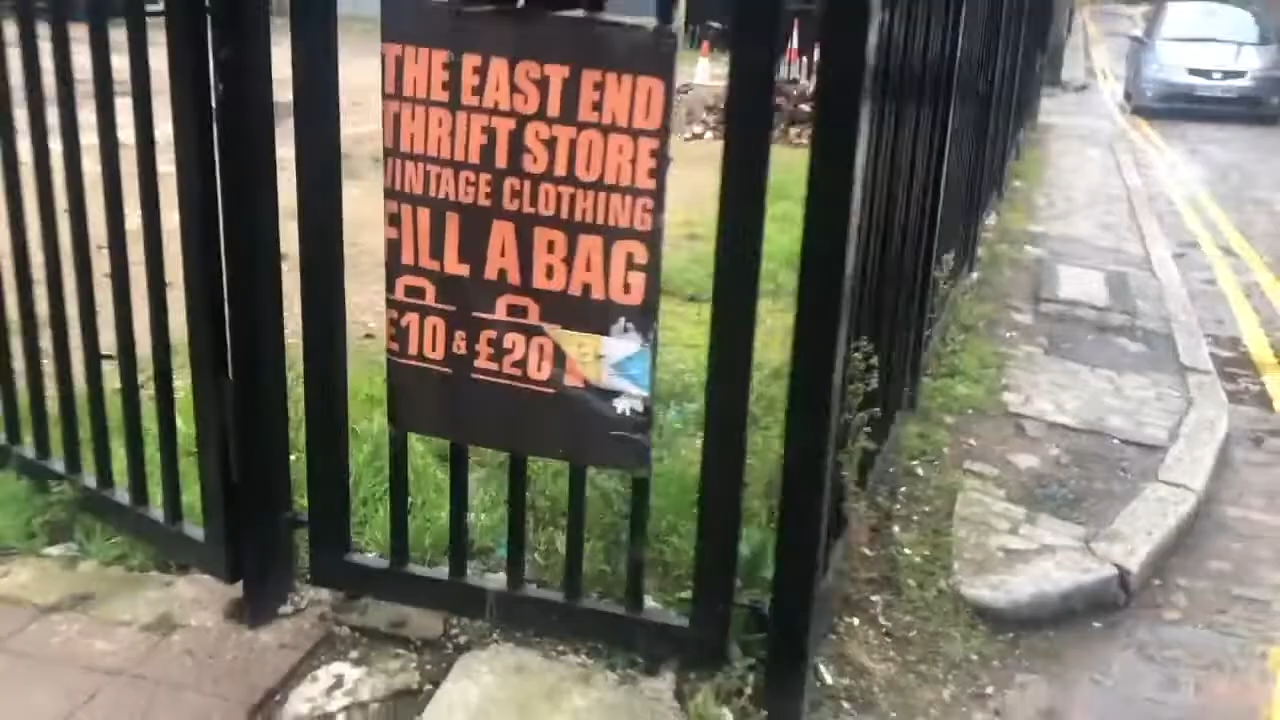 THE EAST END
THRIFT STORE
VINTAGE CLOTHING
FILL A BAG
£10 & £20